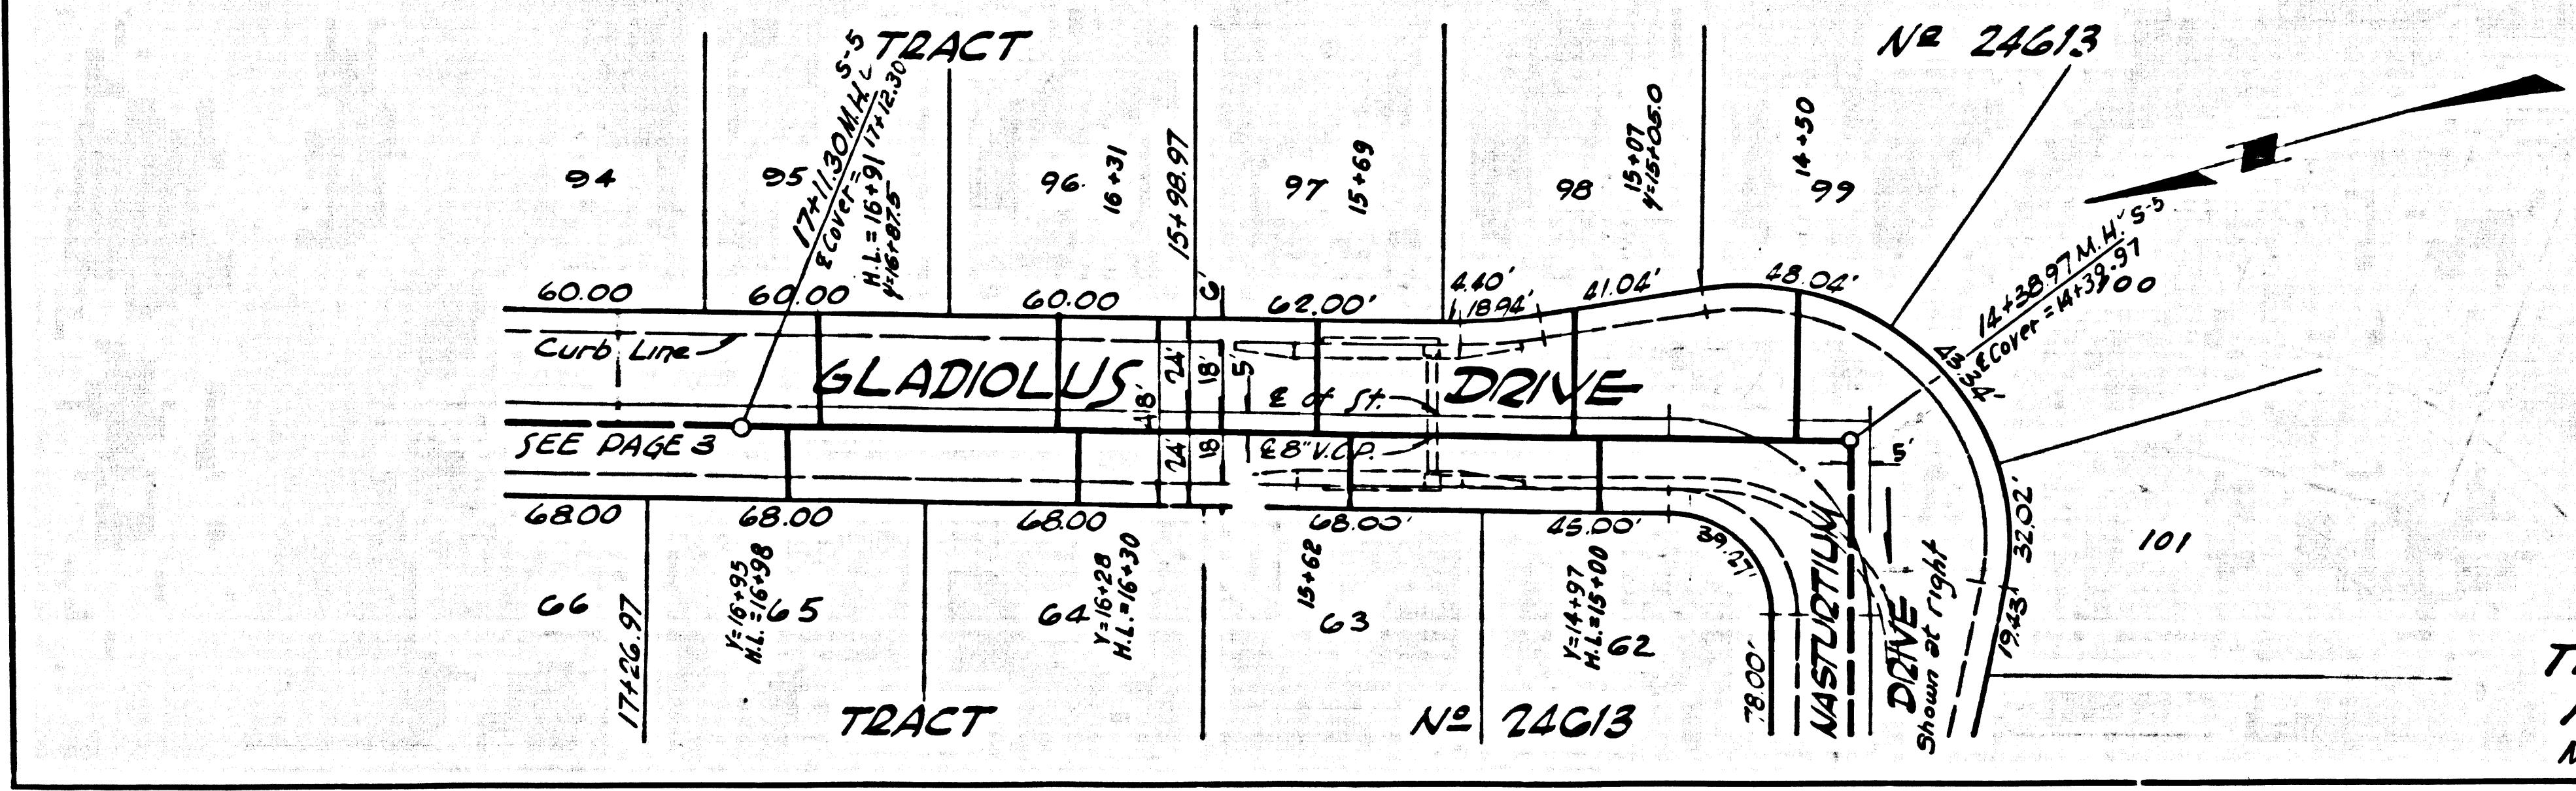 TRACT
Nº 24613
17+11.30 M.H. S-5
℄ Cover = 17+12.30
H.L. = 16+91
Y=16+87.5
94
95
96
16+31
15+98.97
97
15+69
98
15+07
Y=15+05.0
14+50
99
14+38.97 M.H. S-5
℄ Cover = 14+39.97
60.00
60.00
60.00
6'
62.00'
4.40'
18.94'
41.04'
48.04'
43.34
Curb Line
GLADIOLUS
DRIVE
24'
18'
5'
18'
℄ of St.
SEE PAGE 3
24'
18
℄ 8" V.C.P.
5'
68.00
68.00
68.00
68.00'
45.00'
39.27'
32.02'
19.43'
101
66
17+26.97
Y=16+95
H.L.=16+98
65
64
Y=16+28
H.L.=16+30
15+62
63
Y=14+97
H.L.=15+00
62
78.00'
NASTURTIUM
DRIVE
Shown at right
TRACT
Nº 24613